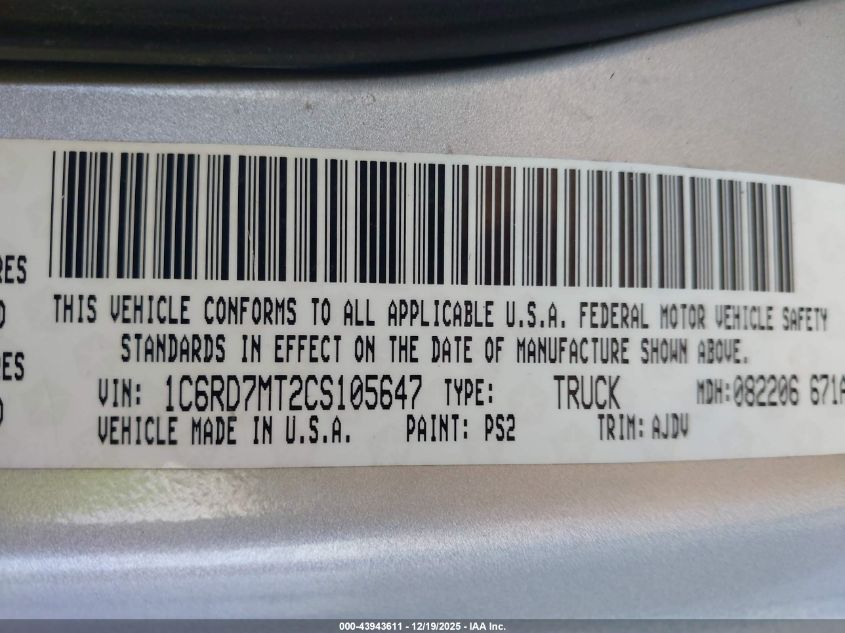 RES
THIS VEHICLE CONFORMS TO ALL APPLICABLE U.S.A. FEDERAL MOTOR VEHICLE SAFETY
STANDARDS IN EFFECT ON THE DATE OF MANUFACTURE SHOWN ABOVE.
RES
VIN: 1C6RD7MT2CS105647 TYPE: TRUCK MDH:082206 671A
VEHICLE MADE IN U.S.A. PAINT: PS2 TRIM: AJDV
000-43943611 - 12/19/2025 - IAA Inc.